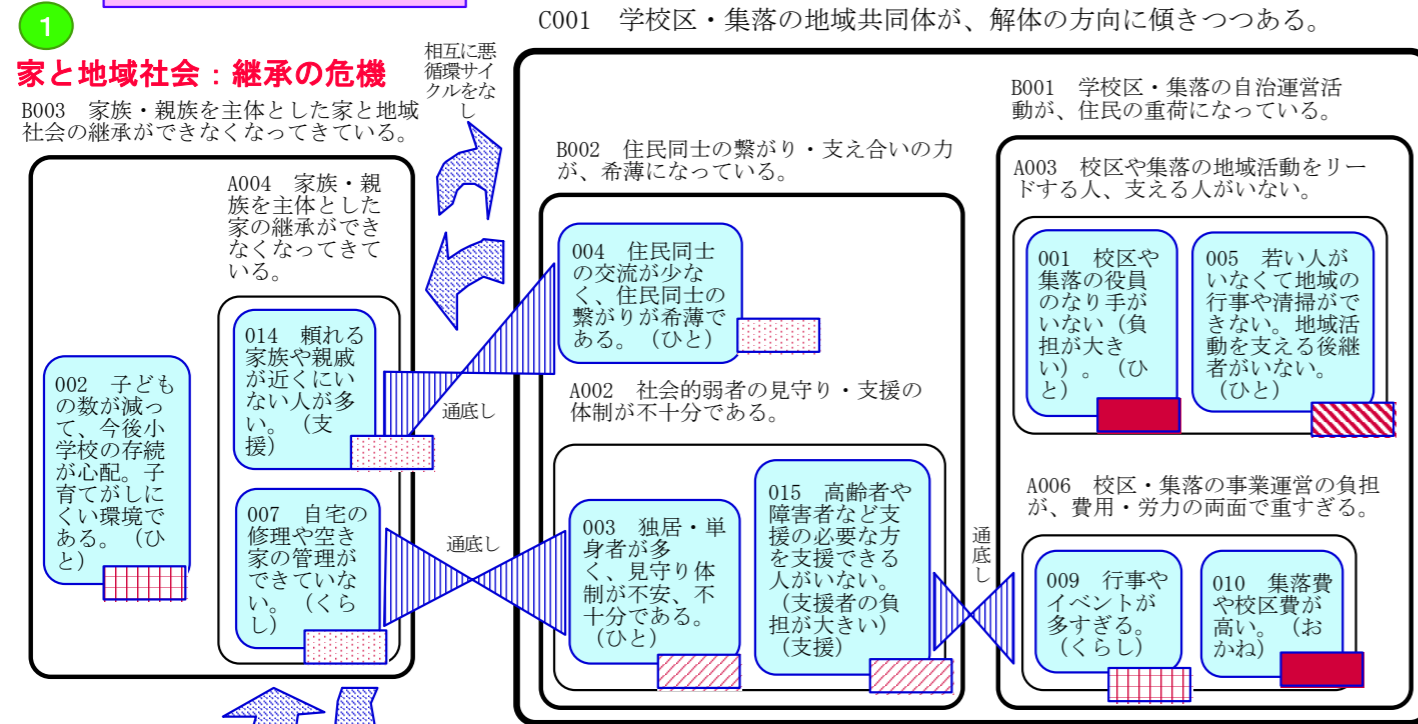 1
家と地域社会：継承の危機
B003　家族・親族を主体とした家と地域
社会の継承ができなくなってきている。
A004　家族・親
族を主体とした
家の継承ができ
なくなってきて
いる。
002　子ども
の数が減っ
て、今後小
学校の存続
が心配。子
育てがしに
くい環境で
ある。（ひ
と）
014　頼れる
家族や親戚
が近くにい
ない人が多
い。（支
援）
007　自宅の
修理や空き
家の管理が
できていな
い。（くら
し）
相互に悪
循環サイ
クルをな
し
通底し
通底し
C001　学校区・集落の地域共同体が、解体の方向に傾きつつある。
B002　住民同士の繋がり・支え合いの力
が、希薄になっている。
004　住民同士
の交流が少な
く、住民同士の
繋がりが希薄で
ある。（ひと）
A002　社会的弱者の見守り・支援の
体制が不十分である。
003　独居・単
身者が多
く、見守り体
制が不安、不
十分である。
（ひと）
015　高齢者や
障害者など支
援の必要な方
を支援できる
人がいない。
（支援者の負
担が大きい）
（支援）
通底し
B001　学校区・集落の自治運営活
動が、住民の重荷になっている。
A003　校区や集落の地域活動をリー
ドする人、支える人がいない。
001　校区や
集落の役員
のなり手が
いない（負
担が大き
い）。（ひ
と）
005　若い人が
いなくて地域の
行事や清掃がで
きない。地域活
動を支える後継
者がいない。
（ひと）
A006　校区・集落の事業運営の負担
が、費用・労力の両面で重すぎる。
009　行事や
イベントが
多すぎる。
（くらし）
010　集落費
や校区費が
高い。（お
かね）